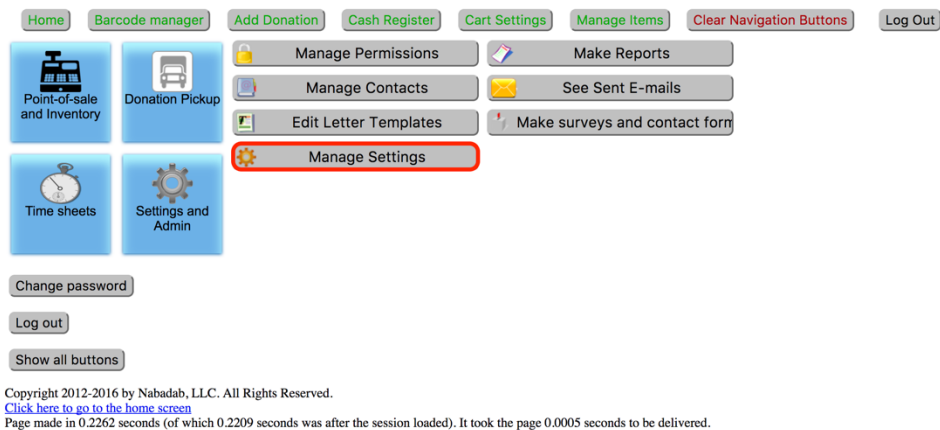 Home Barcode manager Add Donation Cash Register Cart Settings Manage Items Clear Navigation Buttons Log Out
Point-of-sale
and Inventory
Donation Pickup
Time sheets
Settings and
Admin
Manage Permissions
Make Reports
Manage Contacts
See Sent E-mails
Edit Letter Templates
Make surveys and contact form
Manage Settings
Change password
Log out
Show all buttons
Copyright 2012-2016 by Nabadab, LLC. All Rights Reserved.
Click here to go to the home screen
Page made in 0.2262 seconds (of which 0.2209 seconds was after the session loaded). It took the page 0.0005 seconds to be delivered.